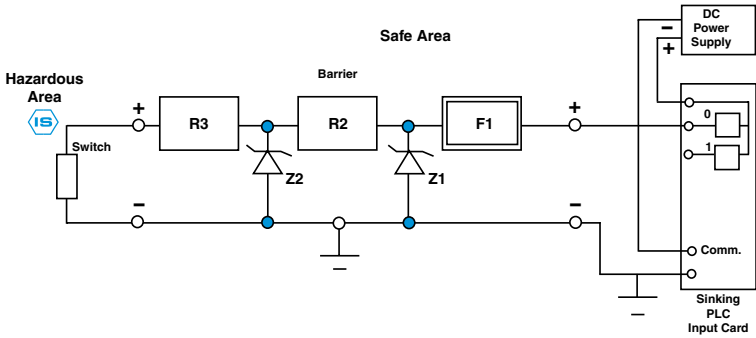 DC
Power
Supply
−
+
Safe Area
Barrier
Hazardous
Area
IS
Switch
+
R3
R2
F1
+
0
1
Z2
Z1
−
−
Comm.
Sinking
PLC
Input Card